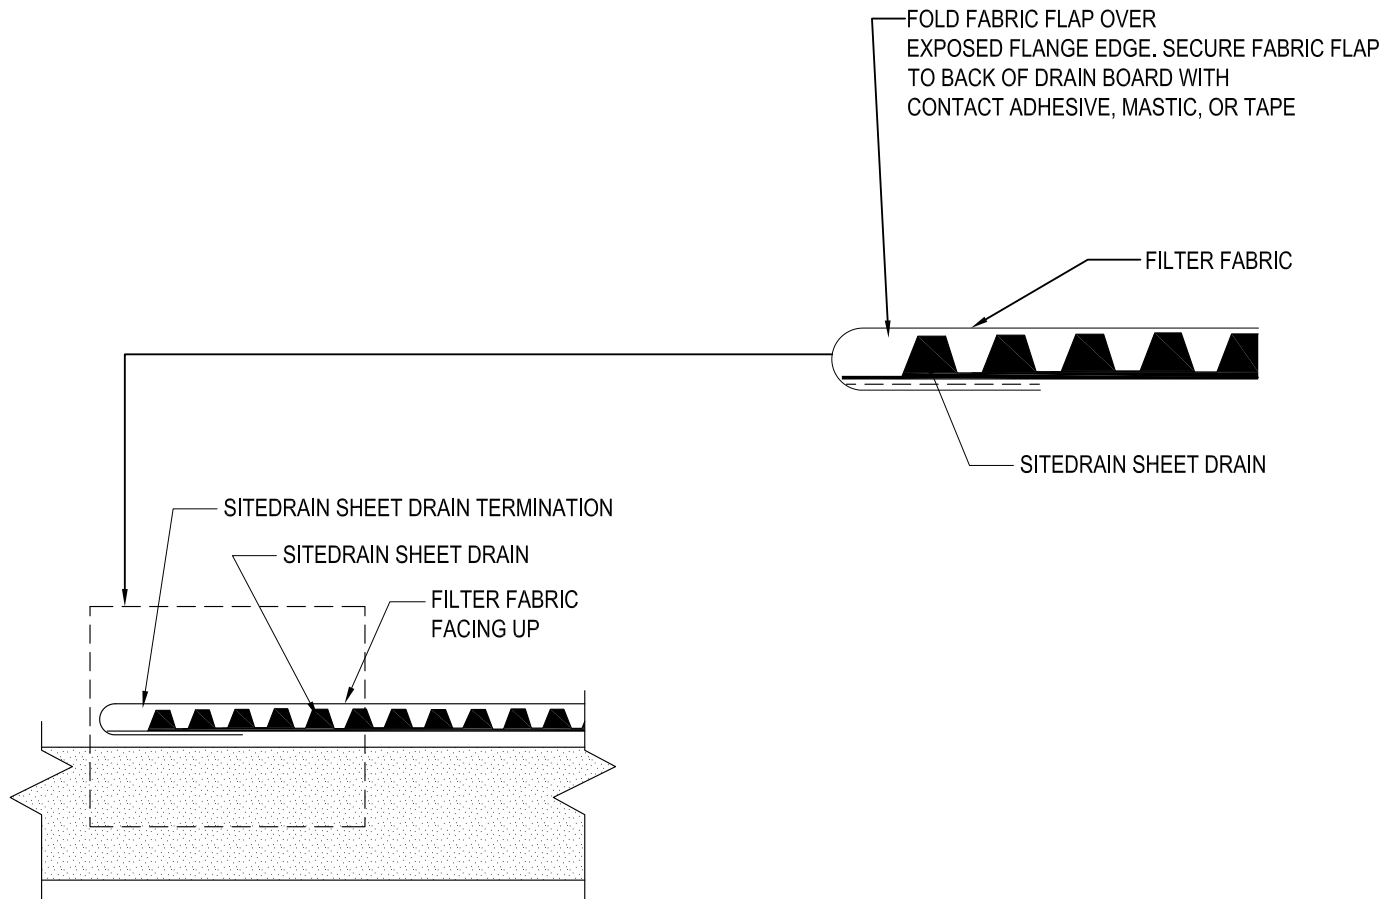 FOLD FABRIC FLAP OVER
EXPOSED FLANGE EDGE. SECURE FABRIC FLAP
TO BACK OF DRAIN BOARD WITH
CONTACT ADHESIVE, MASTIC, OR TAPE
FILTER FABRIC
SITEDRAIN SHEET DRAIN
SITEDRAIN SHEET DRAIN TERMINATION
SITEDRAIN SHEET DRAIN
FILTER FABRIC
FACING UP